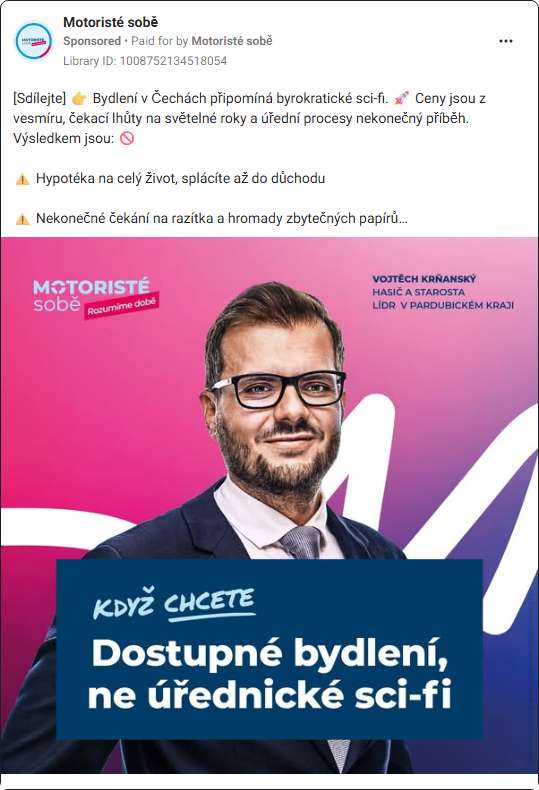 Motoristé sobě
Sponsored • Paid for by Motoristé sobě
Library ID: 1008752134518054
[Sdílejte] 👉 Bydlení v Čechách připomíná byrokratické sci-fi. 🚀 Ceny jsou z
vesmíru, čekací lhůty na světelné roky a úřední procesy nekonečný příběh.
Výsledkem jsou: 🚫
⚠️ Hypotéka na celý život, splácíte až do důchodu
⚠️ Nekonečné čekání na razítka a hromady zbytečných papírů...
MOTORISTÉ
sobě
Rozumíme době
VOJTĚCH KRŇANSKÝ
HASIČ A STAROSTA
LÍDR V PARDUBICKÉM KRAJI
KDYŽ CHCETE
Dostupné bydlení,
ne úřednické sci-fi